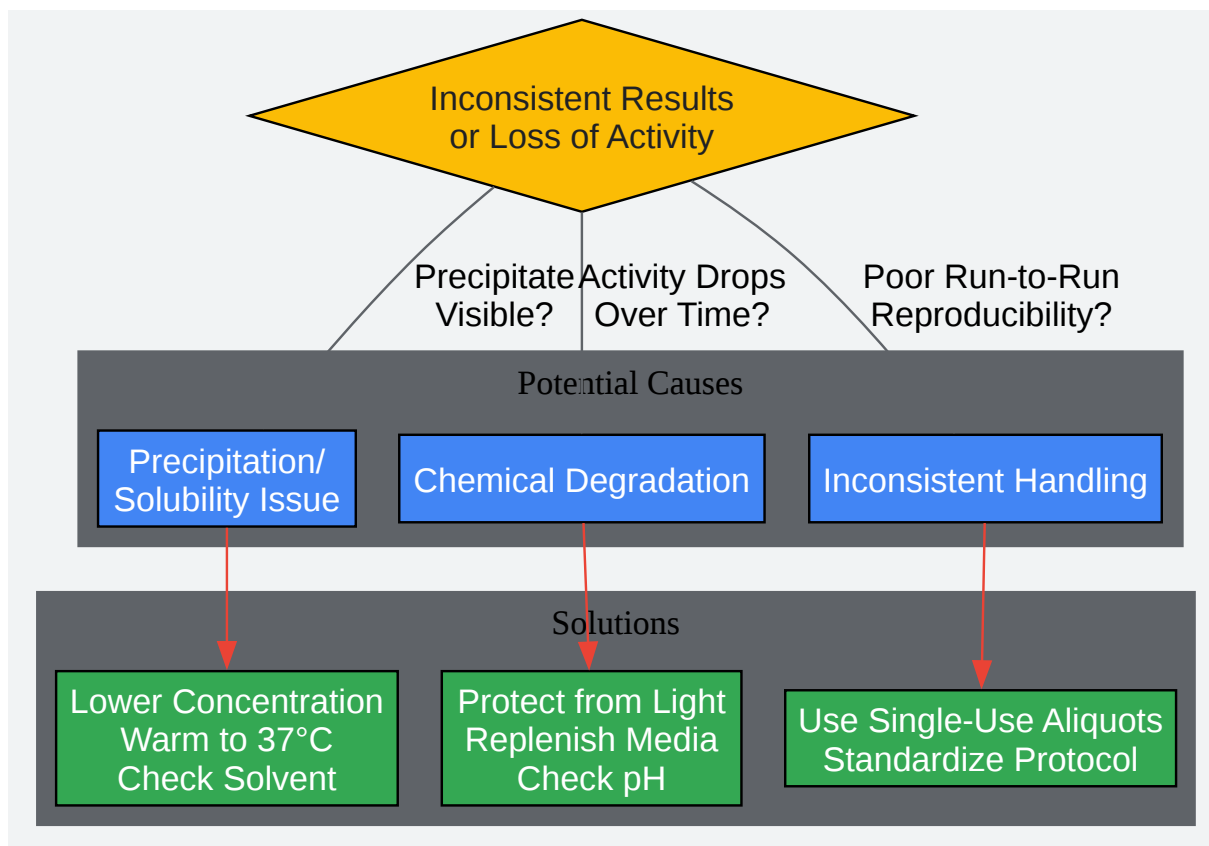 Inconsistent Results
or Loss of Activity
Precipitate
Visible?
Activity Drops
Over Time?
Poor Run-to-Run
Reproducibility?
Potential Causes
Precipitation/
Solubility Issue
Chemical Degradation
Inconsistent Handling
Solutions
Lower Concentration
Warm to 37°C
Check Solvent
Protect from Light
Replenish Media
Check pH
Use Single-Use Aliquots
Standardize Protocol